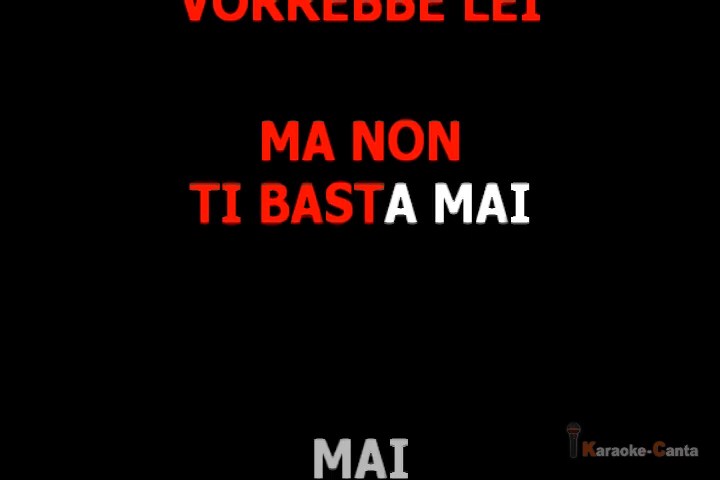 VORREBBE LEI
MA NON
TI BASTA MAI
MAI
Karaoke-Canta